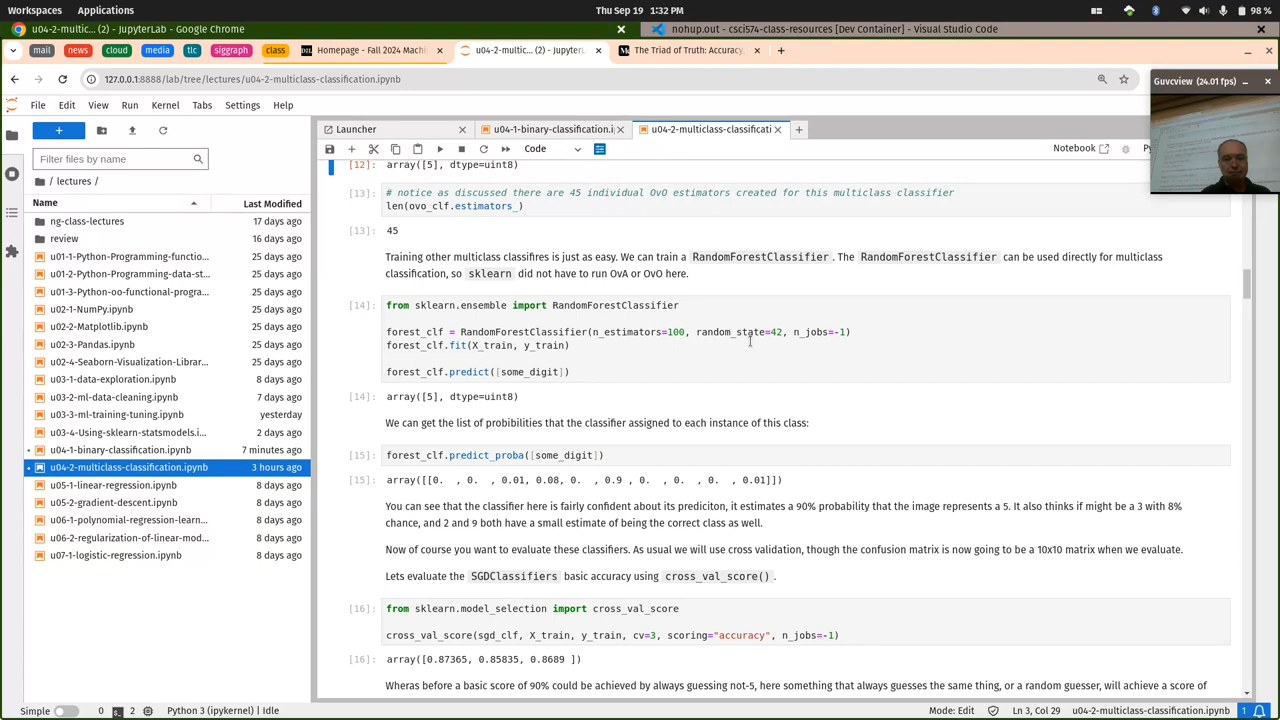 Workspaces Applications Thu Sep 19 1:32 PM 98 %
u04-2-multic... (2) - JupyterLab - Google Chrome
nohup.out - csci574-class-resources [Dev Container] - Visual Studio Code
mail news cloud media tlc siggraph class Homepage - Fall 2024 Machi u04-2-multic... (2) - JupyterL The Triad of Truth: Accuracy,
127.0.0.1:8888/lab/tree/lectures/u04-2-multiclass-classification.ipynb
Guvcview (24.01 fps)
File Edit View Run Kernel Tabs Settings Help
Launcher u04-1-binary-classification.i u04-2-multiclass-classificati
Code Notebook Py
Filter files by name
/ lectures /
Name Last Modified
ng-class-lectures 17 days ago
review 16 days ago
u01-1-Python-Programming-functio... 8 days ago
u01-2-Python-Programming-data-st... 8 days ago
u01-3-Python-oo-functional-progra... 8 days ago
u02-1-NumPy.ipynb 8 days ago
u02-2-Matplotlib.ipynb 8 days ago
u02-3-Pandas.ipynb 8 days ago
u02-4-Seaborn-Visualization-Librar... 8 days ago
u03-1-data-exploration.ipynb 8 days ago
u03-2-ml-data-cleaning.ipynb 7 days ago
u03-3-ml-training-tuning.ipynb yesterday
u03-4-Using-sklearn-statsmodels.i... 2 days ago
u04-1-binary-classification.ipynb 7 minutes ago
u04-2-multiclass-classification.ipynb 3 hours ago
u05-1-linear-regression.ipynb 8 days ago
u05-2-gradient-descent.ipynb 8 days ago
u06-1-polynomial-regression-learn... 8 days ago
u06-2-regularization-of-linear-mod... 8 days ago
u07-1-logistic-regression.ipynb 8 days ago
[12]: array([5], dtype=uint8)
[13]: # notice as discussed there are 45 individual OvO estimators created for this multiclass classifier
len(ovo_clf.estimators_)
[13]: 45
Training other multiclass classifires is just as easy. We can train a RandomForestClassifier. The RandomForestClassifier can be used directly for multiclass
classification, so sklearn did not have to run OvA or OvO here.
[14]: from sklearn.ensemble import RandomForestClassifier
forest_clf = RandomForestClassifier(n_estimators=100, random_state=42, n_jobs=-1)
forest_clf.fit(X_train, y_train)
forest_clf.predict([some_digit])
[14]: array([5], dtype=uint8)
We can get the list of probibilities that the classifier assigned to each instance of this class:
[15]: forest_clf.predict_proba([some_digit])
[15]: array([[0. , 0. , 0.01, 0.08, 0. , 0.9 , 0. , 0. , 0. , 0.01]])
You can see that the classifier here is fairly confident about its prediciton, it estimates a 90% probability that the image represents a 5. It also thinks if might be a 3 with 8%
chance, and 2 and 9 both have a small estimate of being the correct class as well.
Now of course you want to evaluate these classifiers. As usual we will use cross validation, though the confusion matrix is now going to be a 10x10 matrix when we evaluate.
Lets evaluate the SGDClassifiers basic accuracy using cross_val_score().
[16]: from sklearn.model_selection import cross_val_score
cross_val_score(sgd_clf, X_train, y_train, cv=3, scoring="accuracy", n_jobs=-1)
[16]: array([0.87365, 0.85835, 0.8689 ])
Wheras before a basic score of 90% could be achieved by always guessing not-5, here something that always guesses the same thing, or a random guesser, will achieve a score of
Simple 0 2 Python 3 (ipykernel) | Idle Mode: Edit Ln 3, Col 29 u04-2-multiclass-classification.ipynb 1